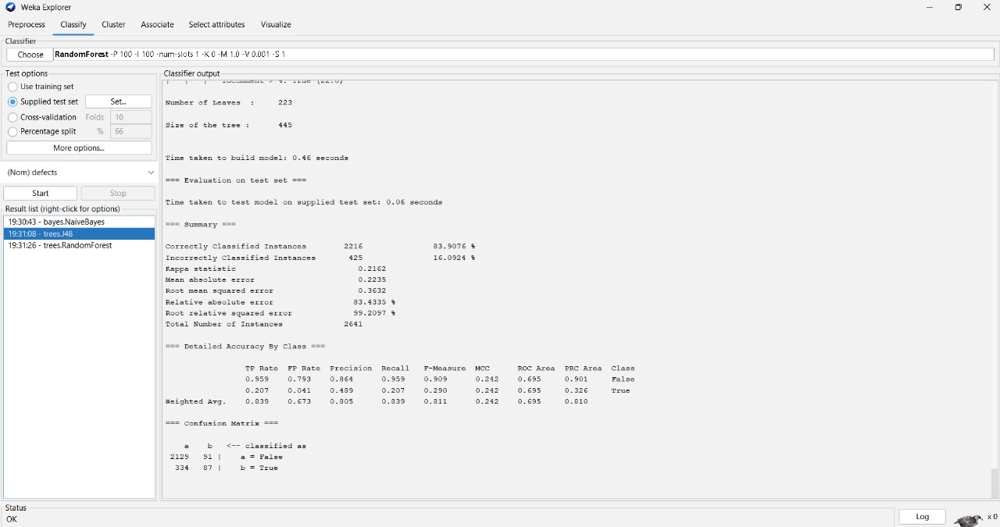 Weka Explorer
Preprocess Classify Cluster Associate Select attributes Visualize
Classifier
Choose RandomForest -P 100 -I 100 -num-slots 1 -K 0 -M 1.0 -V 0.001 -S 1
Test options
Use training set
Supplied test set Set...
Cross-validation Folds 10
Percentage split % 66
More options...
(Nom) defects
Start Stop
Result list (right-click for options)
19:30:43 - bayes.NaiveBayes
19:31:08 - trees.J48
19:31:26 - trees.RandomForest
Classifier output
Number of Leaves : 223
Size of the tree : 445
Time taken to build model: 0.46 seconds
=== Evaluation on test set ===
Time taken to test model on supplied test set: 0.06 seconds
=== Summary ===
Correctly Classified Instances 2216 83.9076 %
Incorrectly Classified Instances 425 16.0924 %
Kappa statistic 0.2162
Mean absolute error 0.2235
Root mean squared error 0.3632
Relative absolute error 83.4335 %
Root relative squared error 99.2097 %
Total Number of Instances 2641
=== Detailed Accuracy By Class ===
TP Rate FP Rate Precision Recall F-Measure MCC ROC Area PRC Area Class
0.959 0.793 0.864 0.959 0.909 0.242 0.695 0.901 False
0.207 0.041 0.489 0.207 0.290 0.242 0.695 0.326 True
Weighted Avg. 0.839 0.673 0.805 0.839 0.811 0.242 0.695 0.810
=== Confusion Matrix ===
a b <-- classified as
2129 91 | a = False
334 87 | b = True
Status
OK
Log
x 0